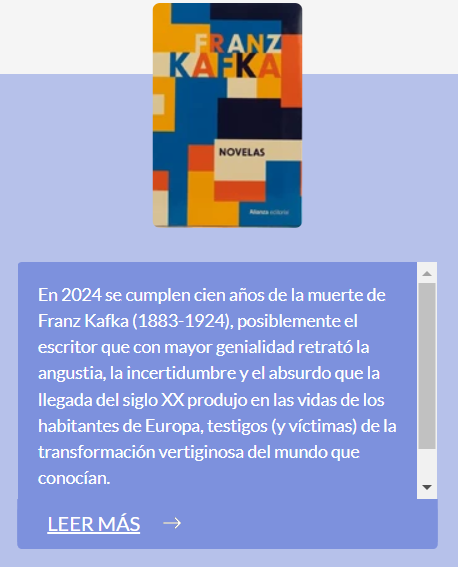 FRANZ
KAFKA
NOVELAS
Alianza editorial
En 2024 se cumplen cien años de la muerte de
Franz Kafka (1883-1924), posiblemente el
escritor que con mayor genialidad retrató la
angustia, la incertidumbre y el absurdo que la
llegada del siglo XX produjo en las vidas de los
habitantes de Europa, testigos (y víctimas) de la
transformación vertiginosa del mundo que
conocían.
LEER MÁS